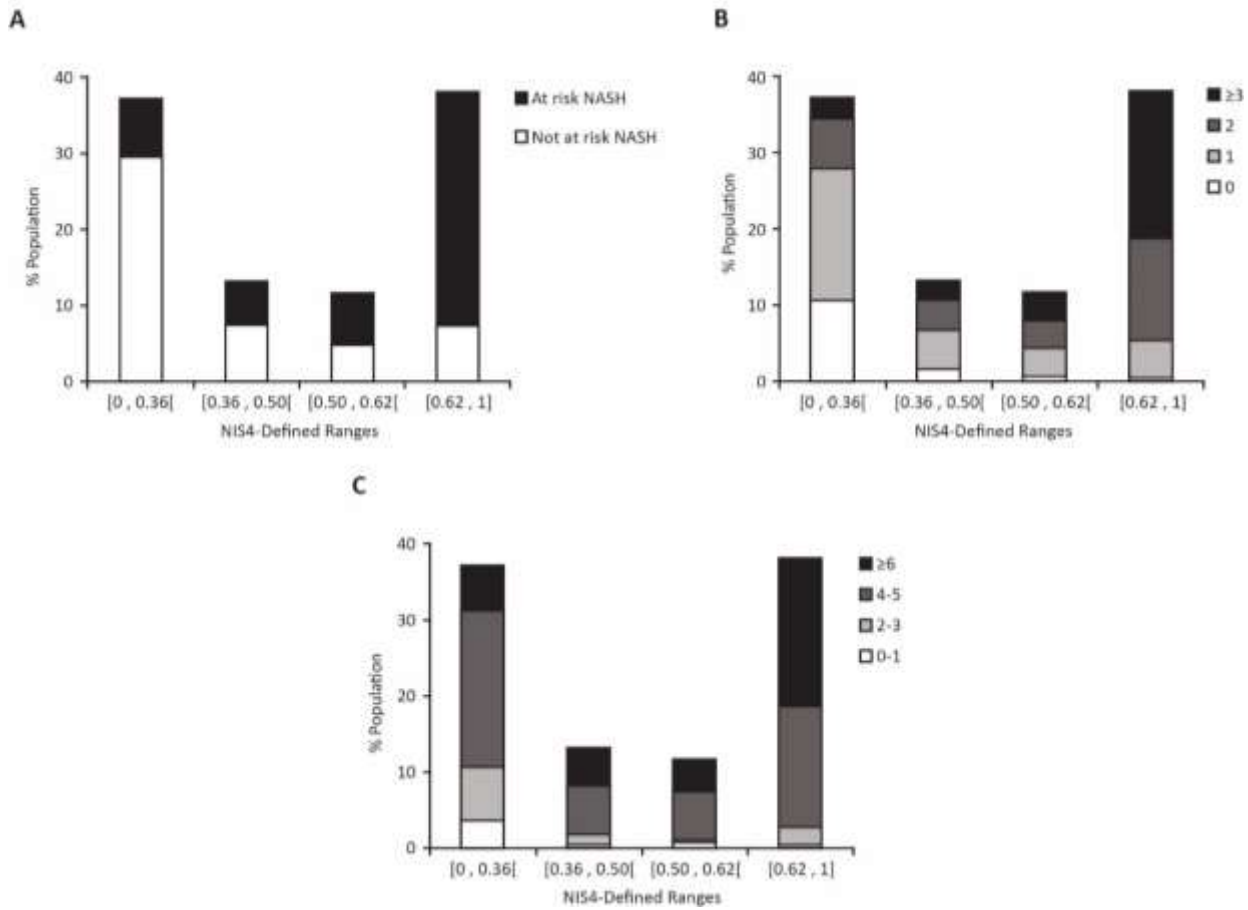 A
40
30
20
10
0
% Population
At risk NASH
Not at risk NASH
[0 , 0.36[ [0.36 , 0.50[ [0.50 , 0.62[ [0.62 , 1]
NIS4-Defined Ranges
B
40
30
20
10
0
% Population
≥3
2
1
0
[0 , 0.36[ [0.36 , 0.50[ [0.50 , 0.62[ [0.62 , 1]
NIS4-Defined Ranges
C
40
30
20
10
0
% Population
≥6
4-5
2-3
0-1
[0 , 0.36[ [0.36 , 0.50[ [0.50 , 0.62[ [0.62 , 1]
NIS4-Defined Ranges